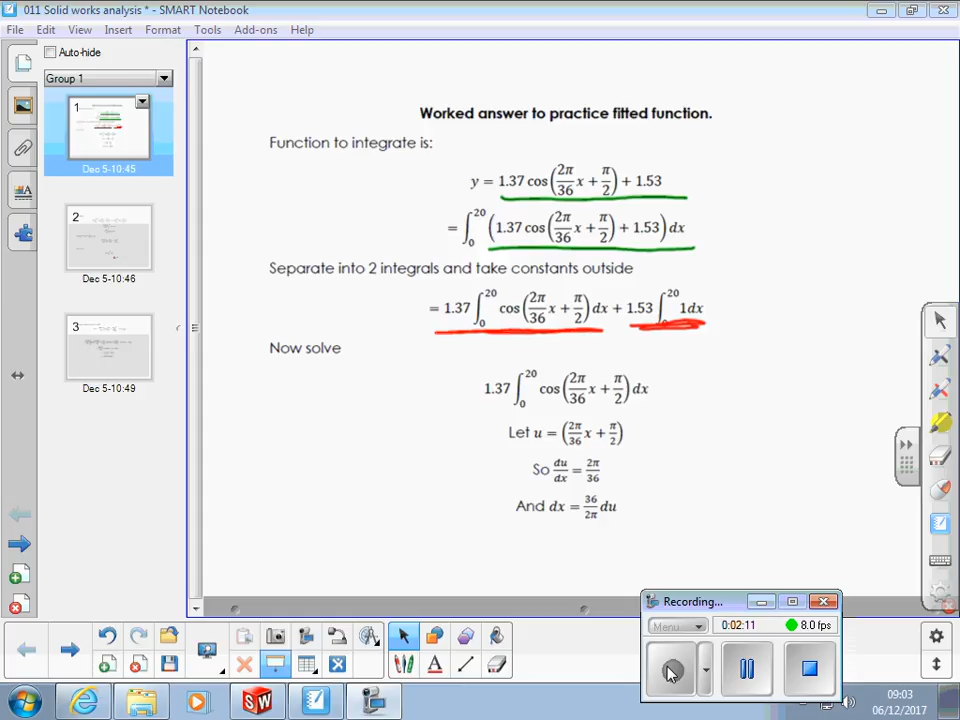 011 Solid works analysis * - SMART Notebook
File Edit View Insert Format Tools Add-ons Help
Auto-hide
Group 1
1
Dec 5-10:45
2
Dec 5-10:46
3
Dec 5-10:49
Worked answer to practice fitted function.
Function to integrate is:
y = 1.37 cos(2π/36 x + π/2) + 1.53
= ∫₀²⁰ (1.37 cos(2π/36 x + π/2) + 1.53) dx
Separate into 2 integrals and take constants outside
= 1.37 ∫₀²⁰ cos(2π/36 x + π/2) dx + 1.53 ∫₀²⁰ 1dx
Now solve
1.37 ∫₀²⁰ cos(2π/36 x + π/2) dx
Let u = (2π/36 x + π/2)
So du/dx = 2π/36
And dx = 36/2π du
Recording...
Menu
0:02:11
8.0 fps
09:03
06/12/2017